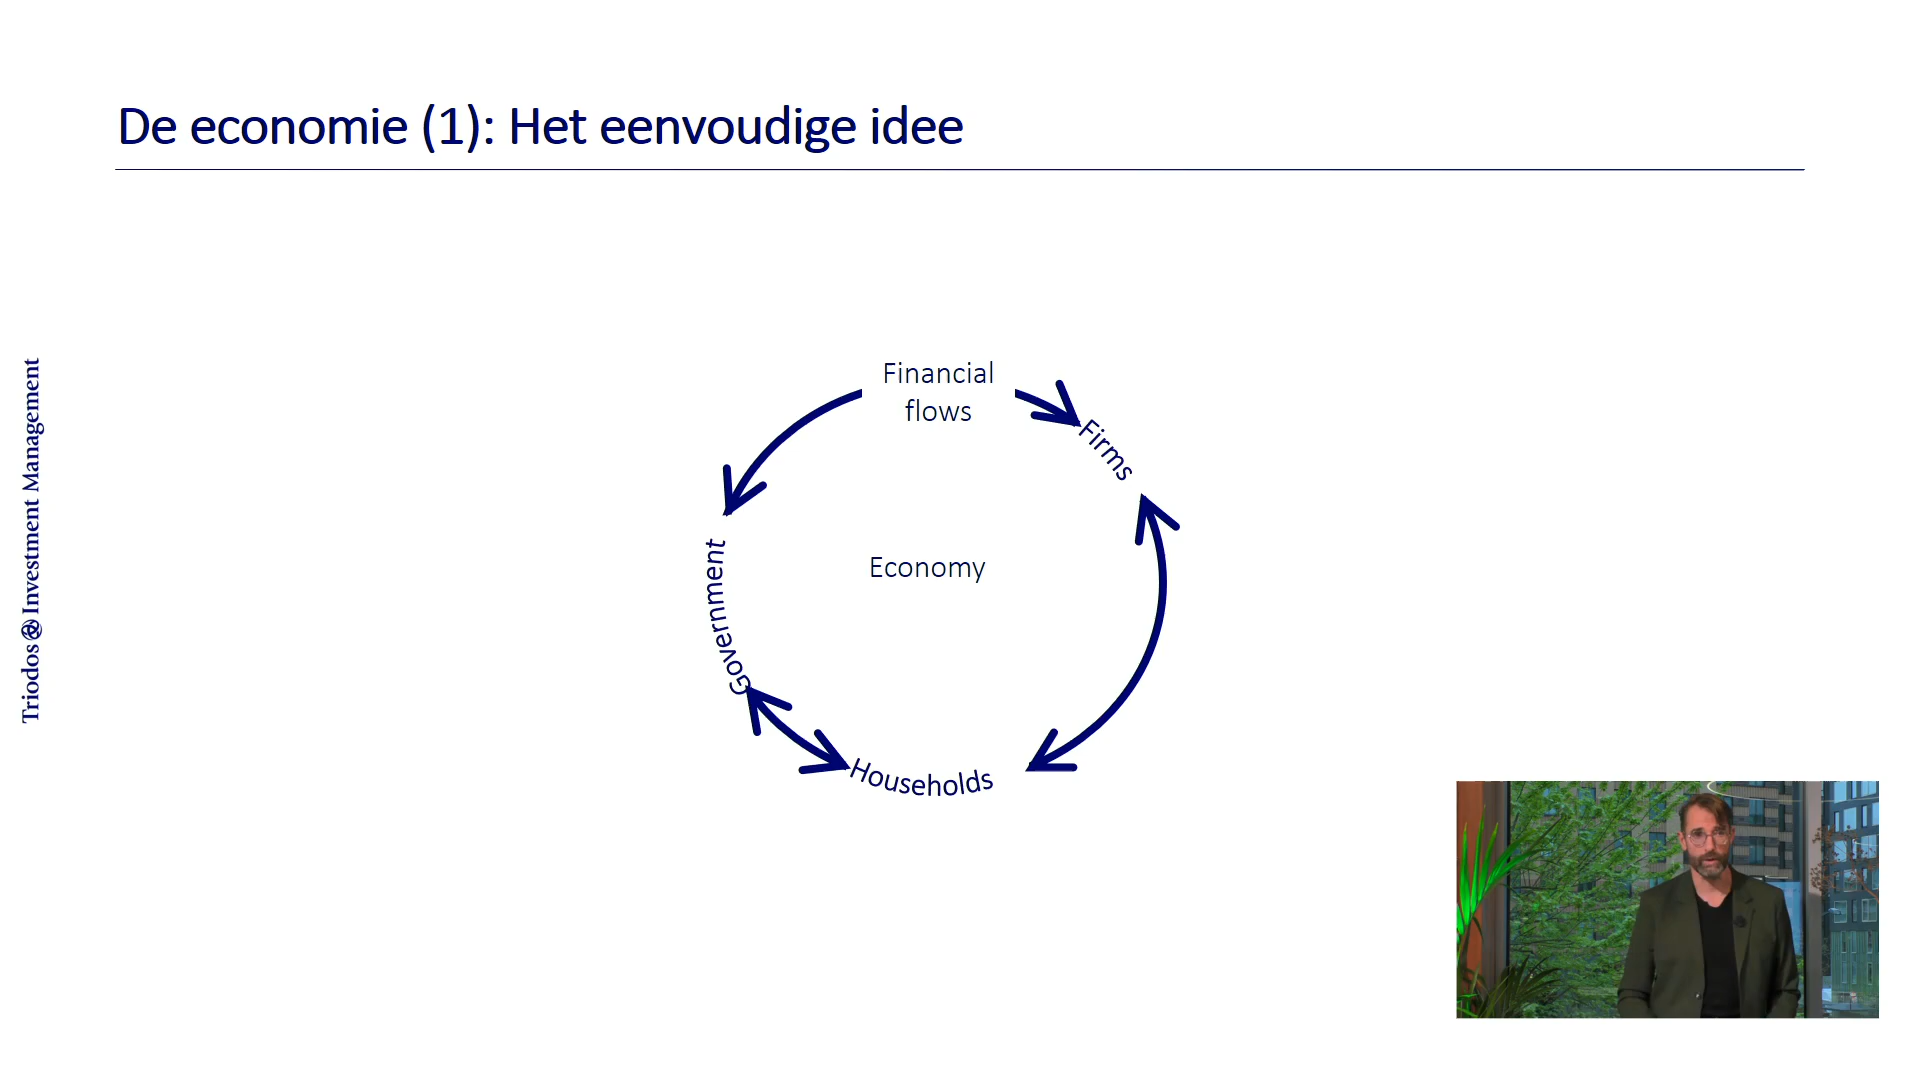 De economie (1): Het eenvoudige idee
Triodos Investment Management
Financial
flows
Firms
Economy
Government
Households